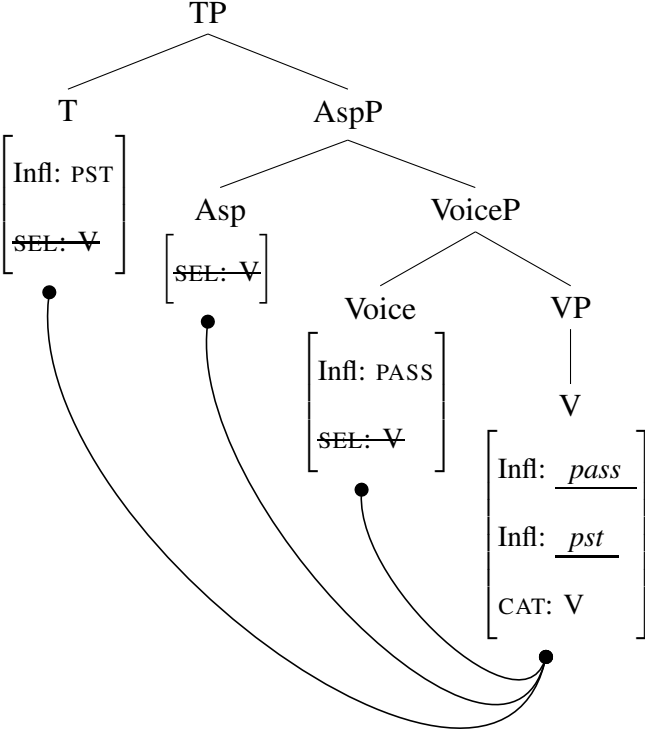 TP
T AspP
Infl: PST
SEL: V
Asp VoiceP
SEL: V
Voice VP
Infl: PASS
SEL: V
V
Infl: pass
Infl: pst
CAT: V